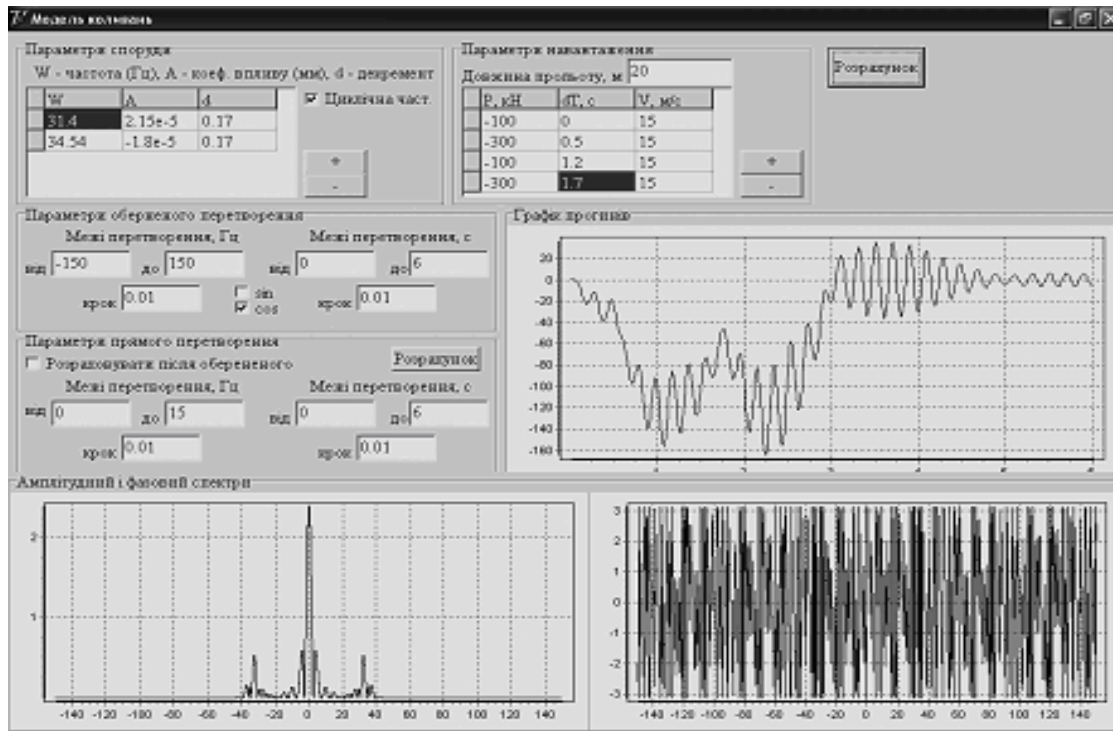 Модель коливань
Параметри споруди
W - частота (Гц), A - коеф. впливу (мм), d - декремент
W A d
31.4 2.15e-5 0.17
34.54 -1.8e-5 0.17
Циклічна част.
+
-
Параметри навантаження
Довжина прольоту, м 20
P, кН dT, с V, м/с
-100 0 15
-300 0.5 15
-100 1.2 15
-300 1.7 15
+
-
Розрахунок
Параметри оберненого перетворення
Межі перетворення, Гц Межі перетворення, с
від -150 до 150 від 0 до 6
крок 0.01 sin cos крок 0.01
Параметри прямого перетворення
Розраховувати після оберненого Розрахунок
Межі перетворення, Гц Межі перетворення, с
від 0 до 15 від 0 до 6
крок 0.01 крок 0.01
Графік прогинів
20
0
-20
-40
-60
-80
-100
-120
-140
-160
Амплітудний і фазовий спектри
2
1
-140 -120 -100 -80 -60 -40 -20 0 20 40 60 80 100 120 140
3
2
1
0
-1
-2
-3
-140 -120 -100 -80 -60 -40 -20 0 20 40 60 80 100 120 140